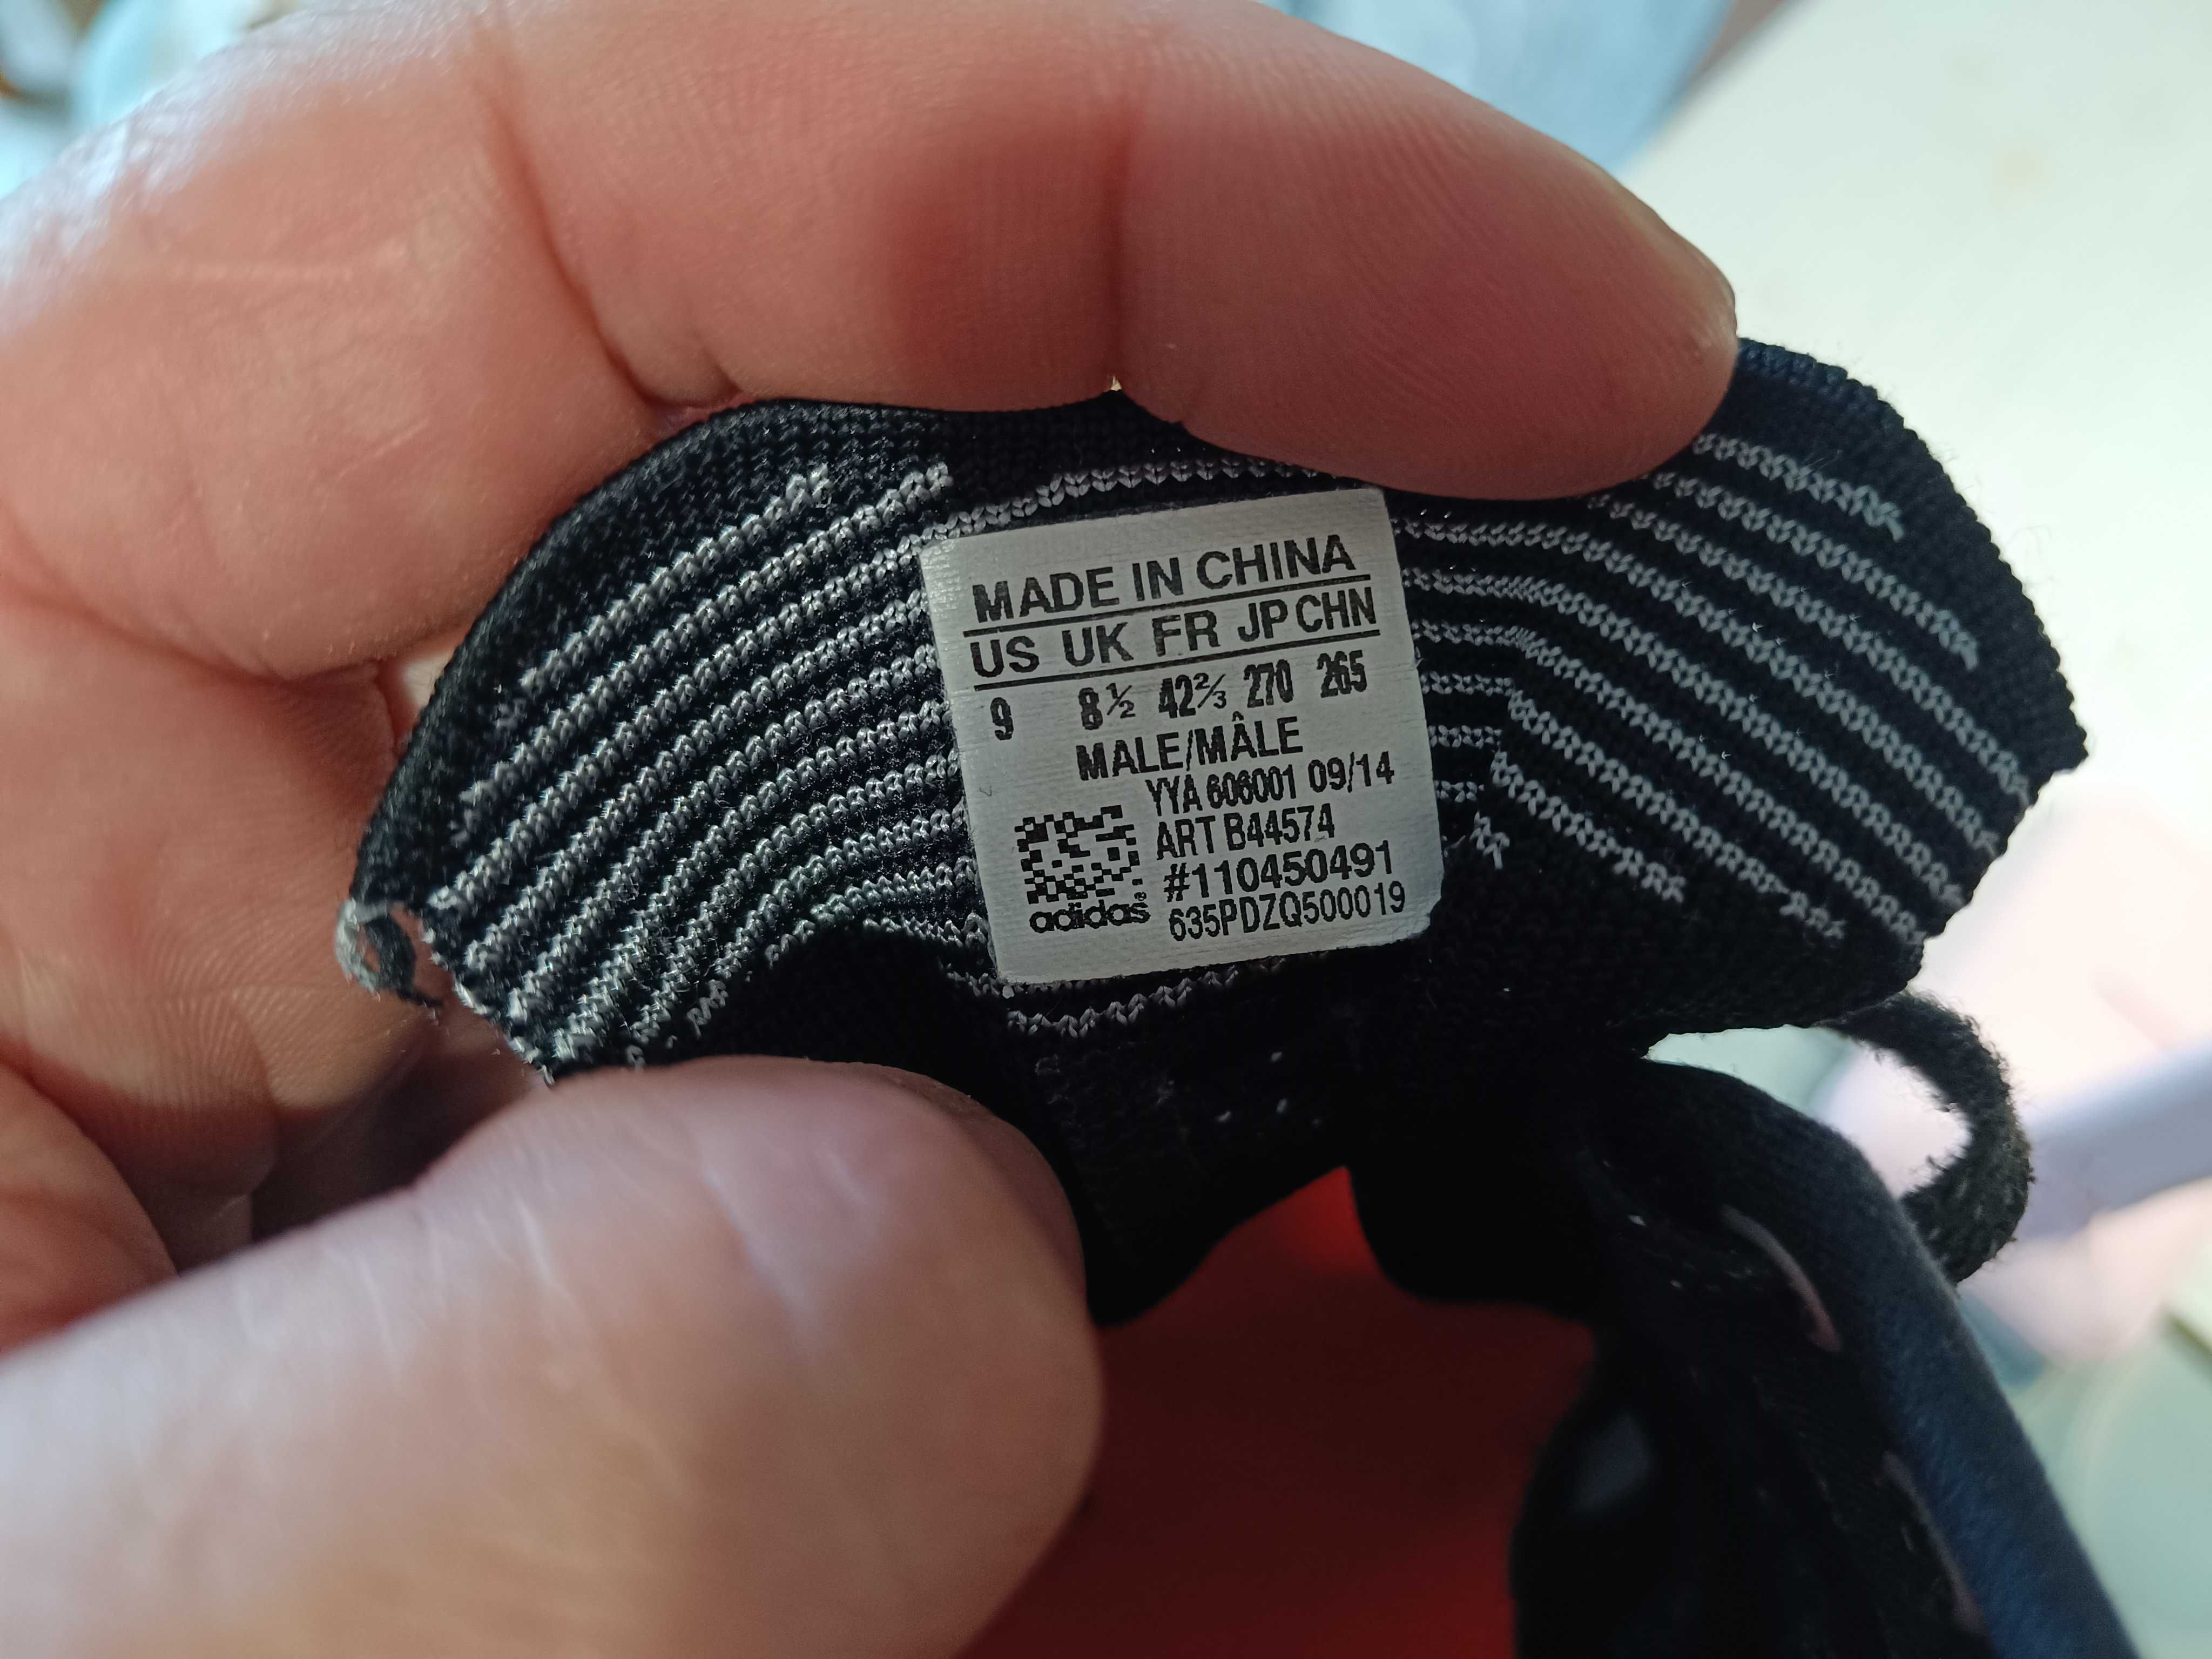 MADE IN CHINA
US UK FR JP CHN
9 8½ 42⅔ 270 265
MALE/MÂLE
YYA 606001 09/14
ART B44574
#110450491
adidas® 635PDZQ500019